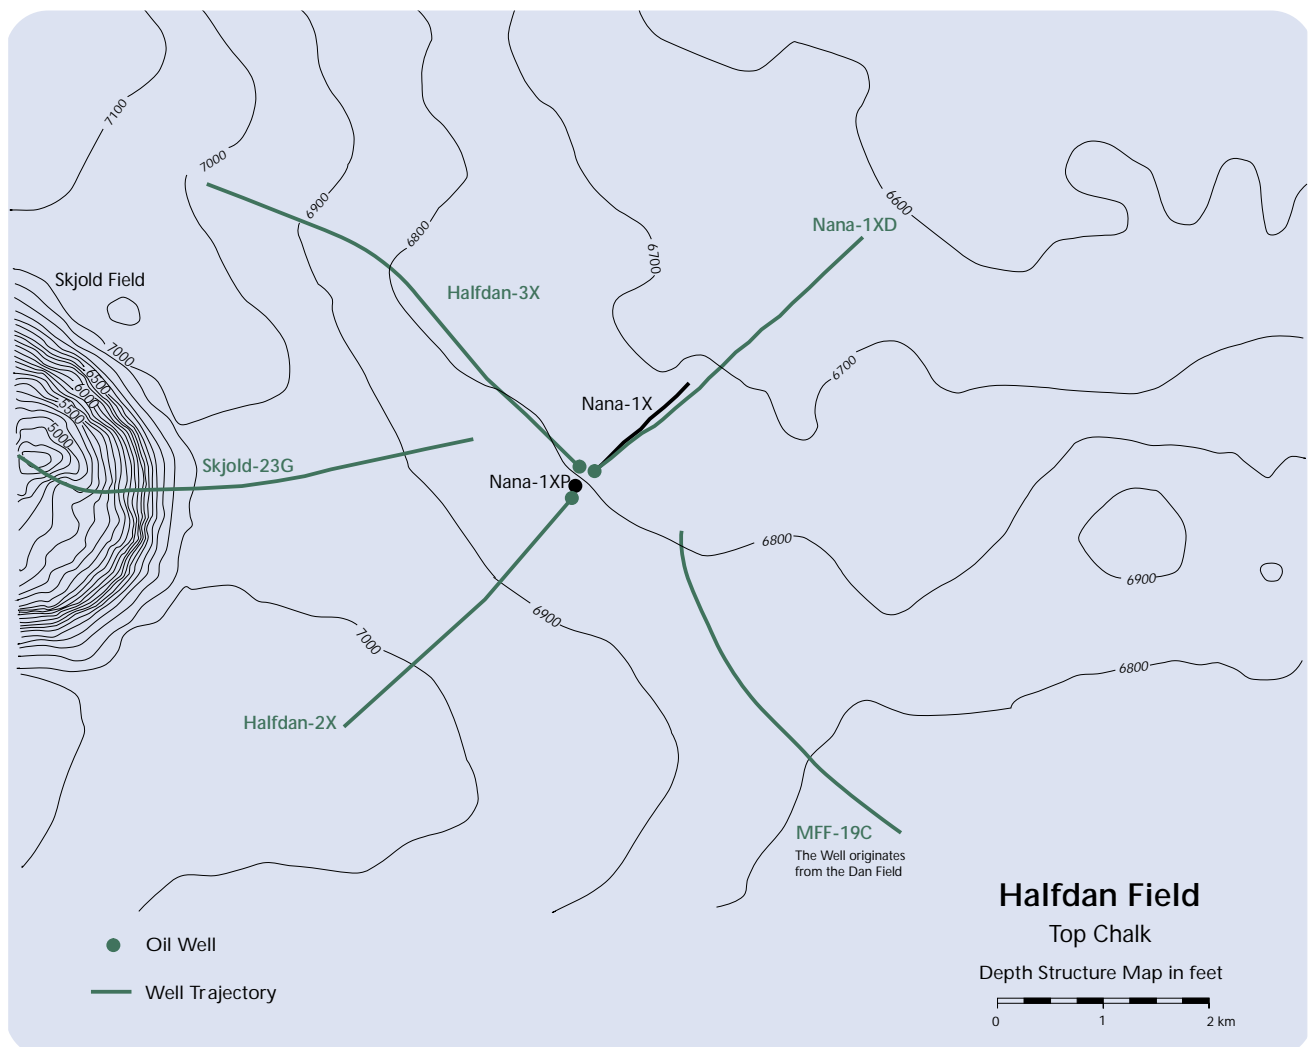 7100
7000
6900
6800
6600
Nana-1XD
6700
Skjold Field
Halfdan-3X
7000
6500
6000
5500
5000
6700
Nana-1X
Skjold-23G
Nana-1XP
6800
6900
6900
7000
6800
Halfdan-2X
MFF-19C
The Well originates
from the Dan Field
Halfdan Field
Top Chalk
Depth Structure Map in feet
0 1 2 km
Oil Well
Well Trajectory